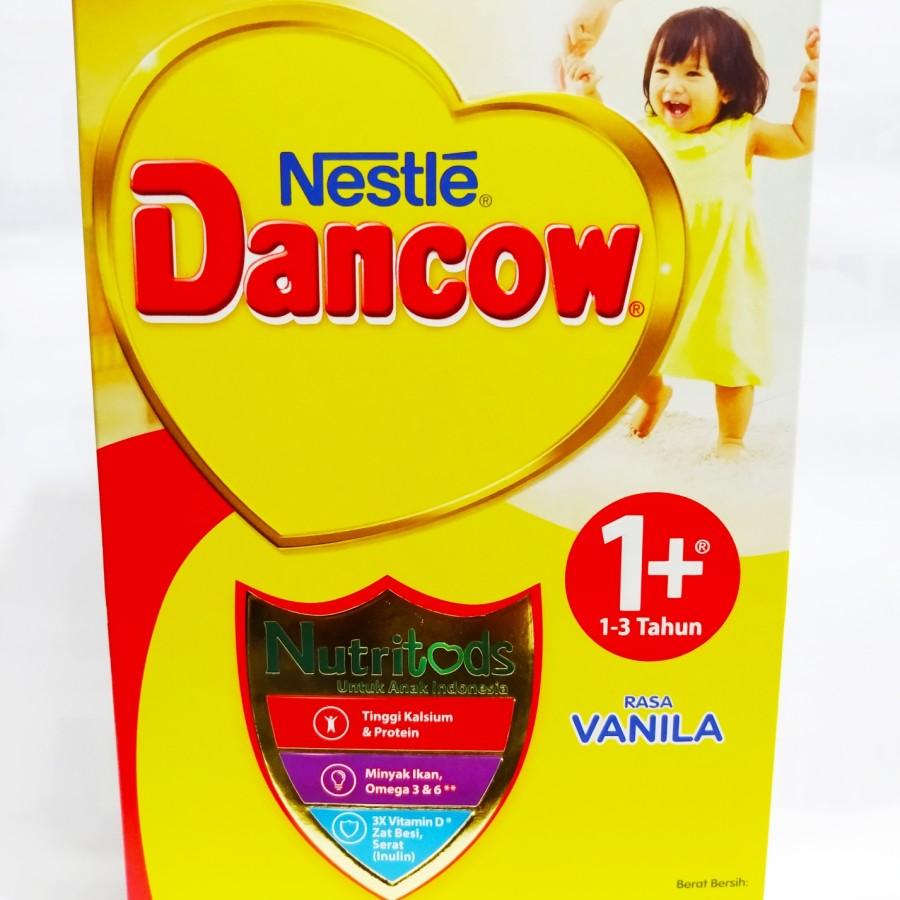 Nestlé®
Dancow®
1+®
1-3 Tahun
RASA
VANILA
Nutritods
Untuk Anak Indonesia
Tinggi Kalsium
& Protein
Minyak Ikan,
Omega 3 & 6**
3X Vitamin D*
Zat Besi,
Serat
(Inulin)
Berat Bersih: